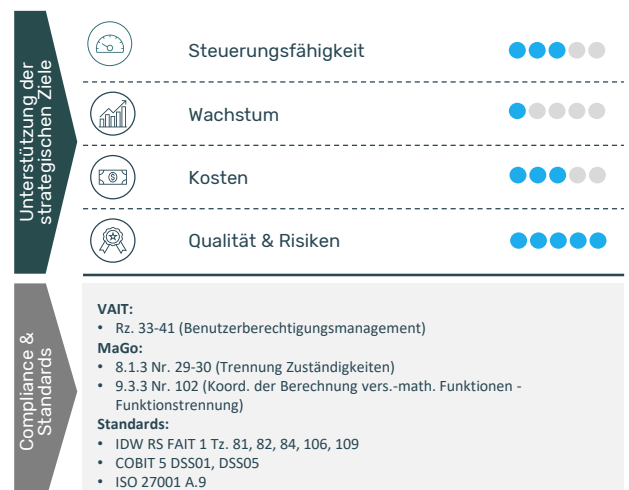 Unterstützung der
strategischen Ziele
Steuerungsfähigkeit
Wachstum
Kosten
Qualität & Risiken
Compliance &
Standards
VAIT:
• Rz. 33-41 (Benutzerberechtigungsmanagement)
MaGo:
• 8.1.3 Nr. 29-30 (Trennung Zuständigkeiten)
• 9.3.3 Nr. 102 (Koord. der Berechnung vers.-math. Funktionen -
Funktionstrennung)
Standards:
• IDW RS FAIT 1 Tz. 81, 82, 84, 106, 109
• COBIT 5 DSS01, DSS05
• ISO 27001 A.9